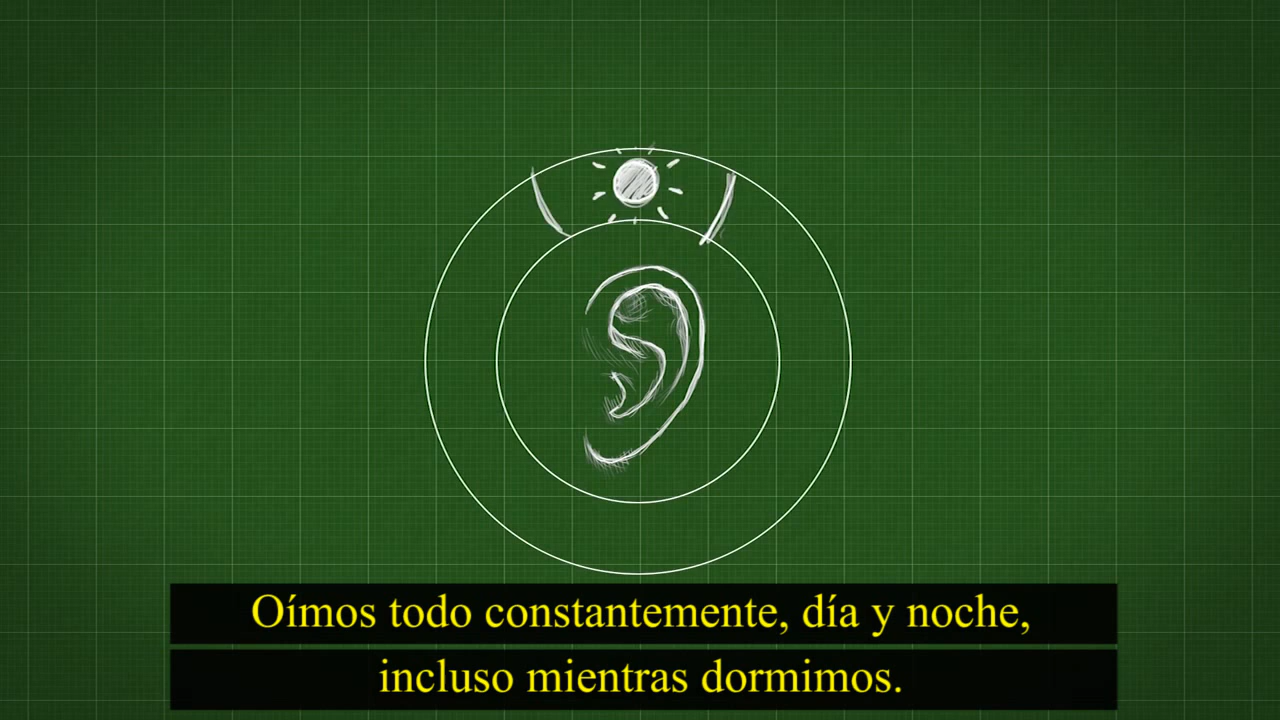 Oímos todo constantemente, día y noche,
incluso mientras dormimos.